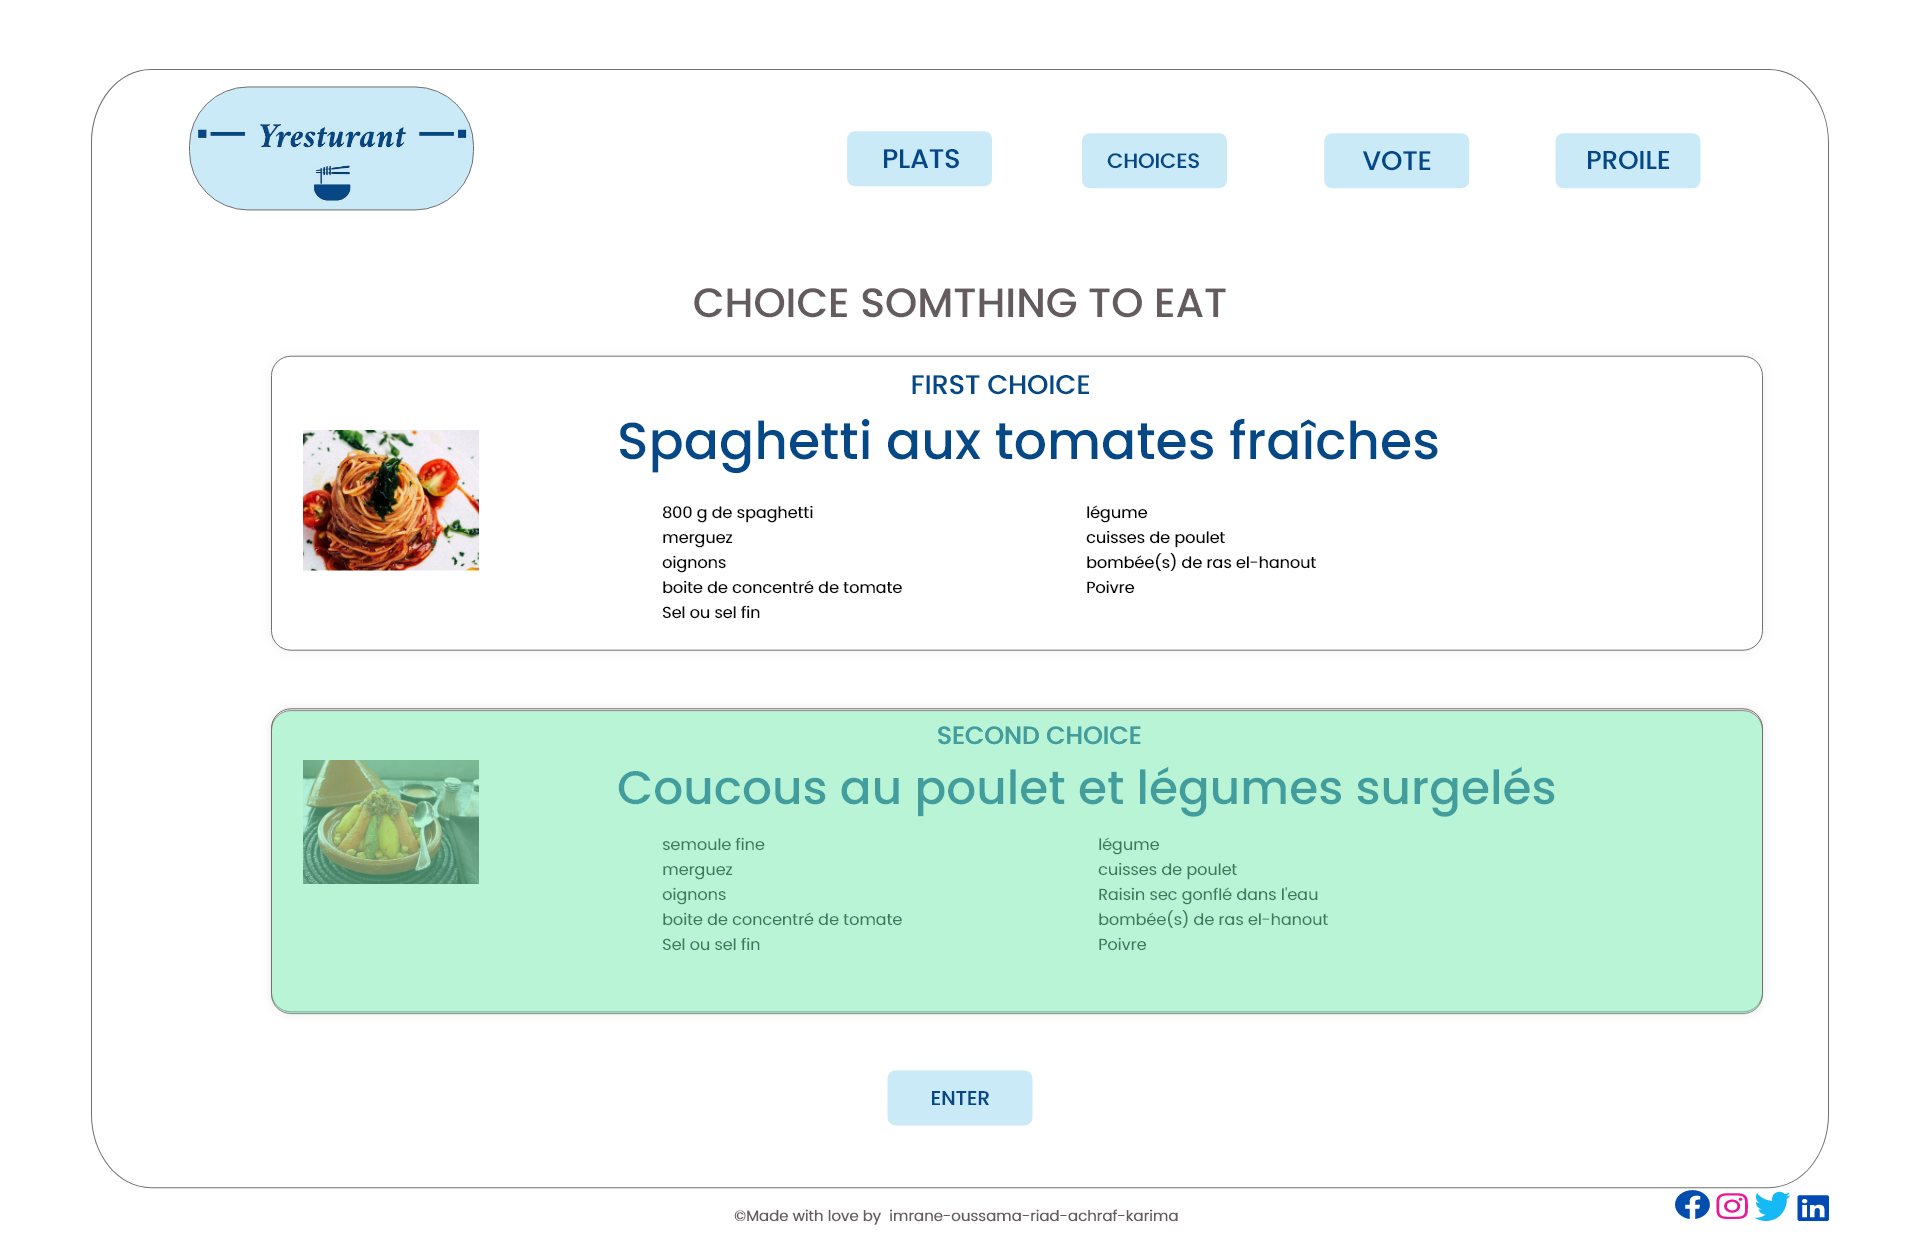 Yresturant
PLATS
CHOICES
VOTE
PROILE
CHOICE SOMTHING TO EAT
FIRST CHOICE
Spaghetti aux tomates fraîches
800 g de spaghetti
merguez
oignons
boite de concentré de tomate
Sel ou sel fin
légume
cuisses de poulet
bombée(s) de ras el-hanout
Poivre
SECOND CHOICE
Coucous au poulet et légumes surgelés
semoule fine
merguez
oignons
boite de concentré de tomate
Sel ou sel fin
légume
cuisses de poulet
Raisin sec gonflé dans l'eau
bombée(s) de ras el-hanout
Poivre
ENTER
©Made with love by imrane-oussama-riad-achraf-karima